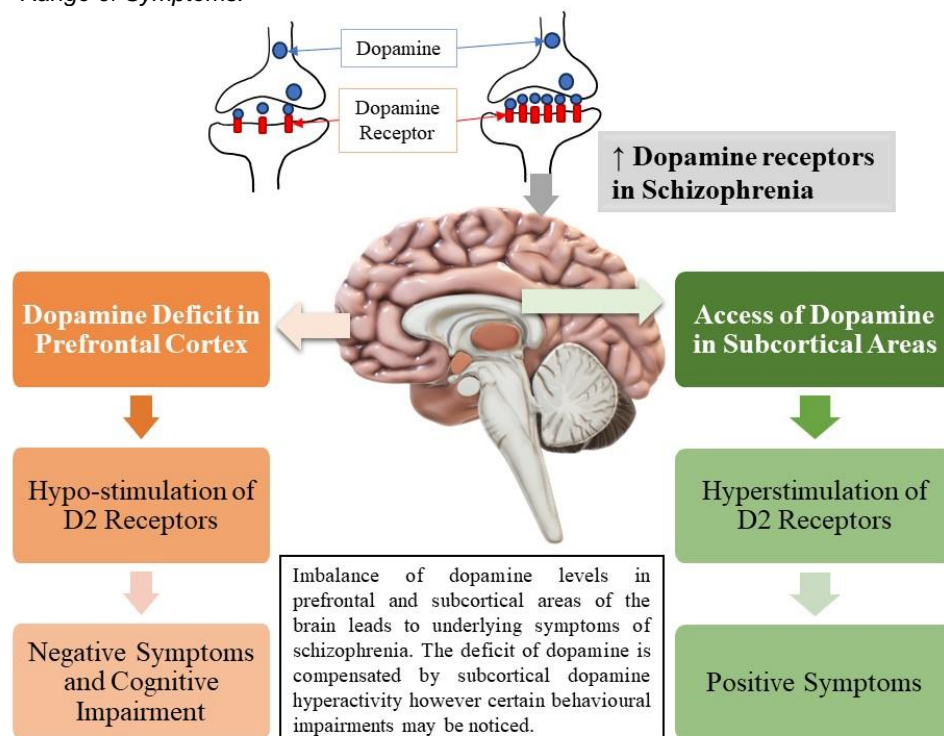 Range of Symptoms.
Dopamine
Dopamine
Receptor
↑ Dopamine receptors
in Schizophrenia
Dopamine Deficit in
Prefrontal Cortex
Access of Dopamine
in Subcortical Areas
Hypo-stimulation of
D2 Receptors
Hyperstimulation of
D2 Receptors
Imbalance of dopamine levels in
prefrontal and subcortical areas of the
brain leads to underlying symptoms of
schizophrenia. The deficit of dopamine is
compensated by subcortical dopamine
hyperactivity however certain behavioural
impairments may be noticed.
Negative Symptoms
and Cognitive
Impairment
Positive Symptoms